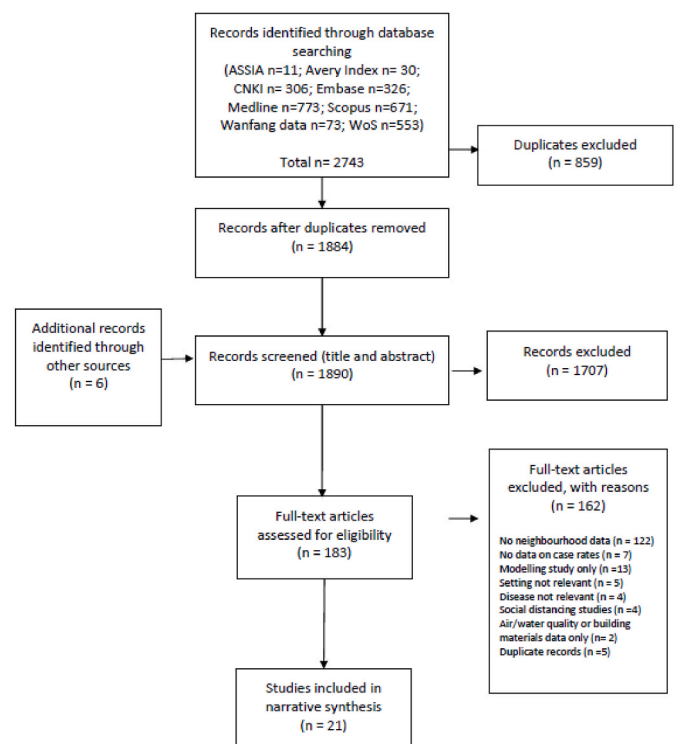 Records identified through database
searching
(ASSIA n=11; Avery Index n= 30;
CNKI n= 306; Embase n=326;
Medline n=773; Scopus n=671;
Wanfang data n=73; WoS n=553)
Total n= 2743
Duplicates excluded
(n = 859)
Records after duplicates removed
(n = 1884)
Additional records
identified through
other sources
(n = 6)
Records screened (title and abstract)
(n = 1890)
Records excluded
(n = 1707)
Full-text articles
assessed for eligibility
(n = 183)
Full-text articles
excluded, with reasons
(n = 162)
No neighbourhood data (n = 122)
No data on case rates (n = 7)
Modelling study only (n =13)
Setting not relevant (n = 5)
Disease not relevant (n = 4)
Social distancing studies (n =4)
Air/water quality or building
materials data only (n= 2)
Duplicate records (n =5)
Studies included in
narrative synthesis
(n = 21)